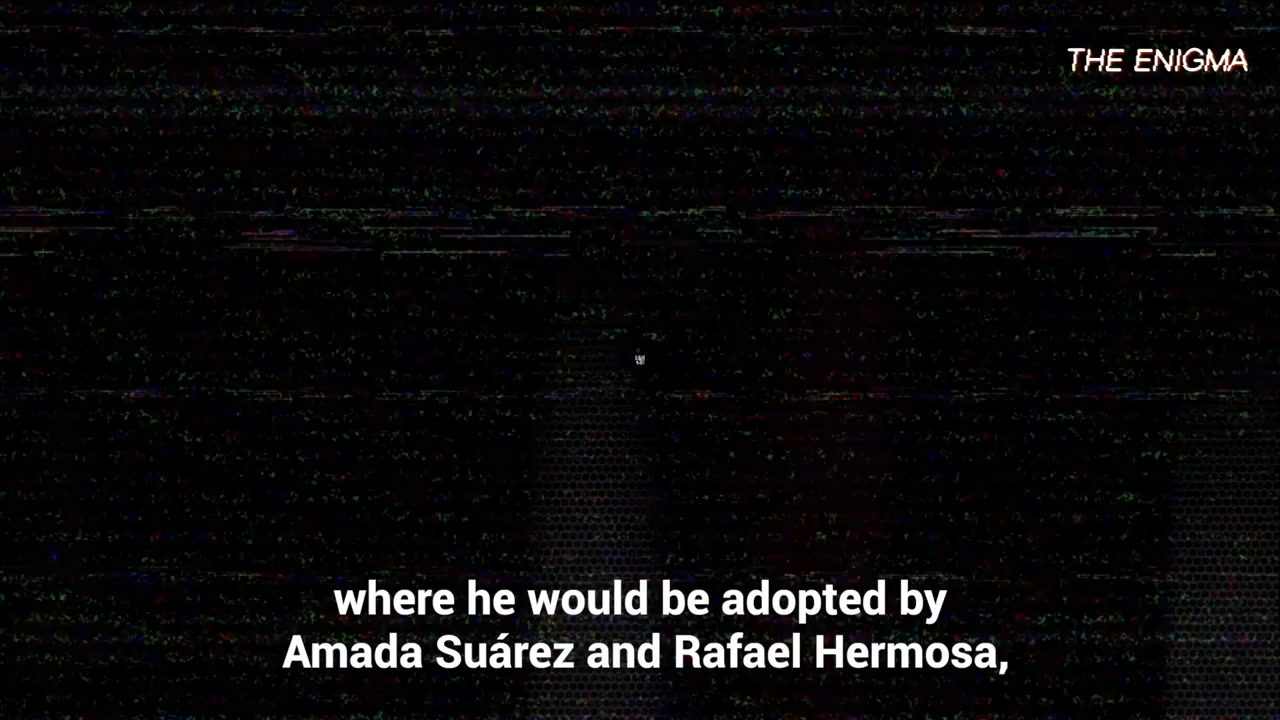 THE ENIGMA
where he would be adopted by
Amada Suárez and Rafael Hermosa,